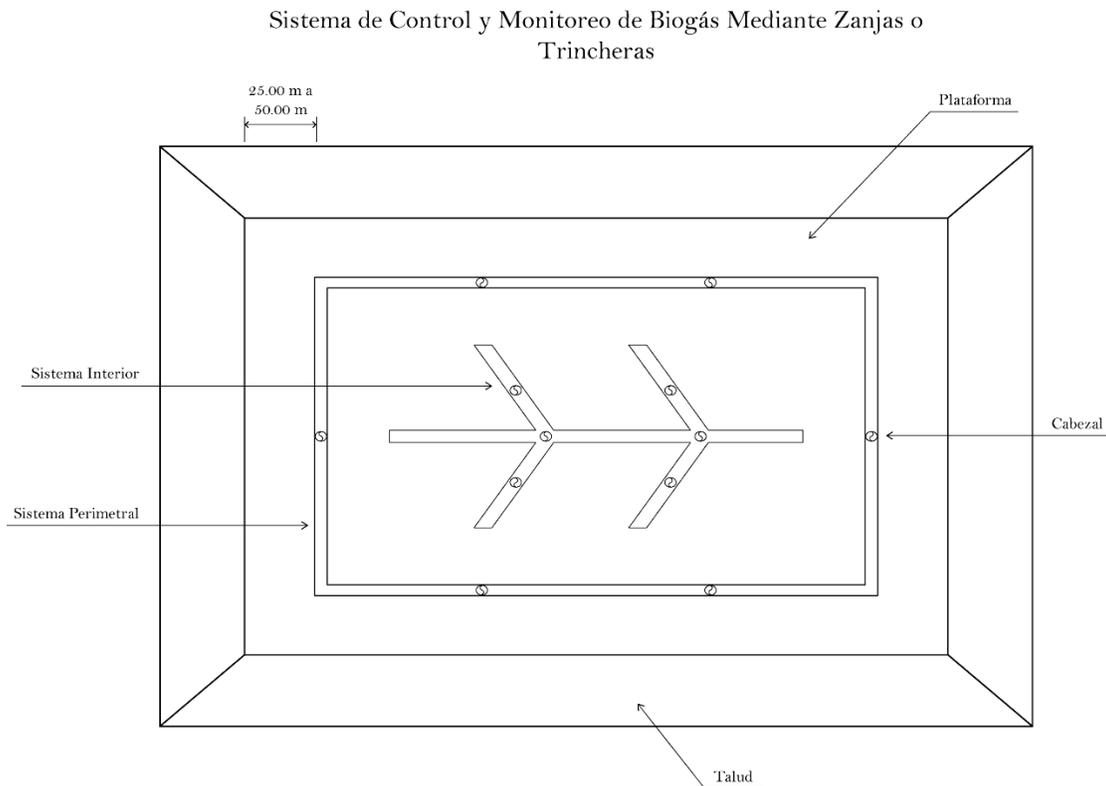 Sistema de Control y Monitoreo de Biogás Mediante Zanjas o
Trincheras
25.00 m a
50.00 m
Plataforma
Sistema Interior
Cabezal
Sistema Perimetral
Talud